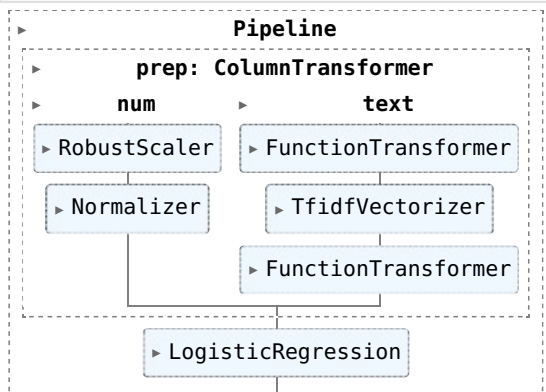 Pipeline
prep: ColumnTransformer
num text
RobustScaler FunctionTransformer
Normalizer TfidfVectorizer
FunctionTransformer
LogisticRegression